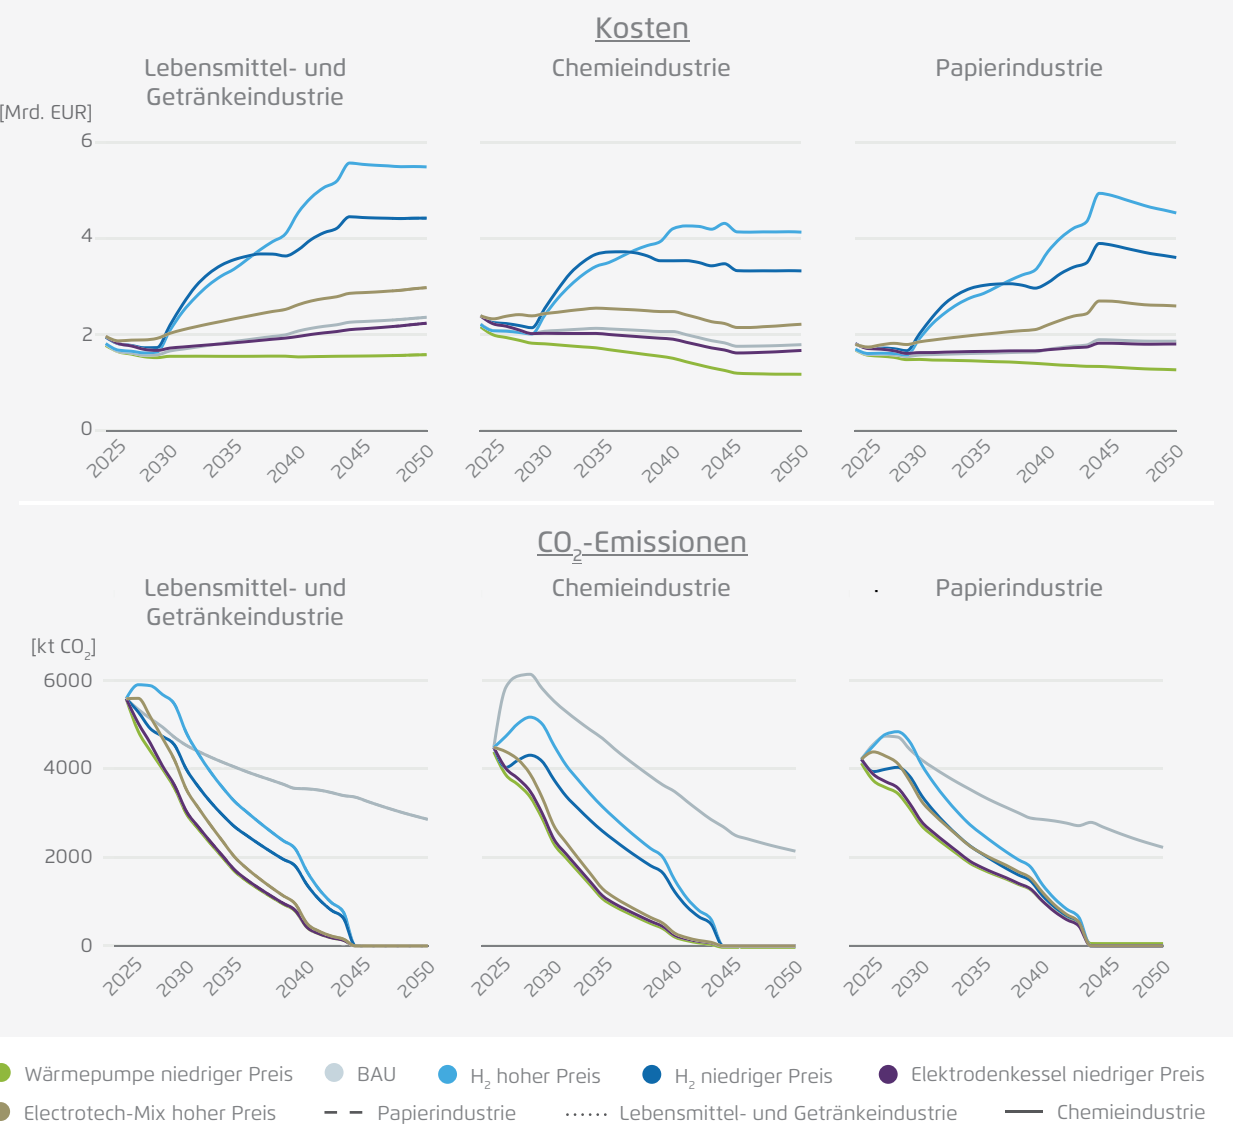 Kosten
Lebensmittel- und
Getränkeindustrie
Chemieindustrie
Papierindustrie
[Mrd. EUR]
6
4
2
0
2025 2030 2035 2040 2045 2050
2025 2030 2035 2040 2045 2050
2025 2030 2035 2040 2045 2050
CO2-Emissionen
Lebensmittel- und
Getränkeindustrie
Chemieindustrie
Papierindustrie
[kt CO2]
6000
4000
2000
0
2025 2030 2035 2040 2045 2050
2025 2030 2035 2040 2045 2050
2025 2030 2035 2040 2045 2050
Wärmepumpe niedriger Preis BAU H2 hoher Preis H2 niedriger Preis Elektrodenkessel niedriger Preis
Electrotech-Mix hoher Preis Papierindustrie Lebensmittel- und Getränkeindustrie Chemieindustrie